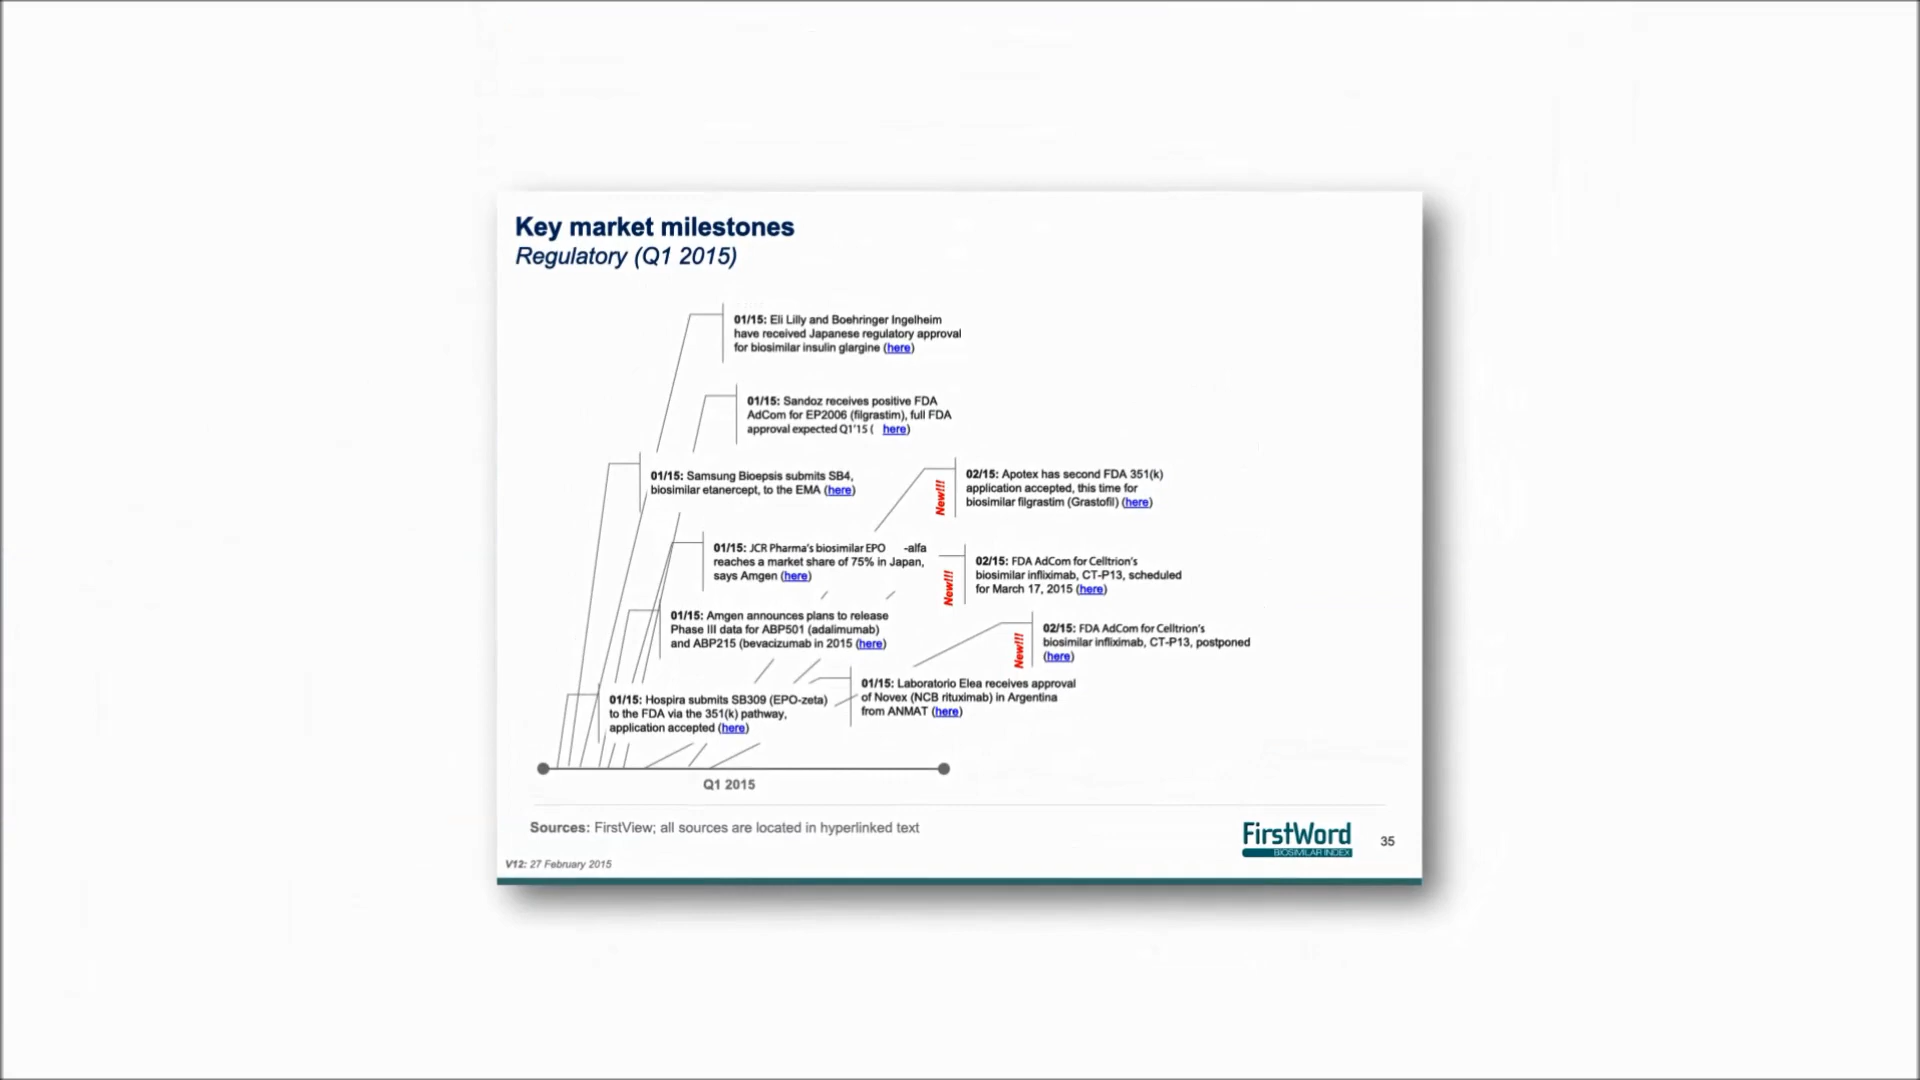 Key market milestones
Regulatory (Q1 2015)
01/15: Eli Lilly and Boehringer Ingelheim
have received Japanese regulatory approval
for biosimilar insulin glargine (here)
01/15: Sandoz receives positive FDA
AdCom for EP2006 (filgrastim), full FDA
approval expected Q1'15 ( here)
01/15: Samsung Bioepsis submits SB4,
biosimilar etanercept, to the EMA (here)
New!!!
02/15: Apotex has second FDA 351(k)
application accepted, this time for
biosimilar filgrastim (Grastofil) (here)
01/15: JCR Pharma's biosimilar EPO -alfa
reaches a market share of 75% in Japan,
says Amgen (here)
New!!!
02/15: FDA AdCom for Celltrion's
biosimilar infliximab, CT-P13, scheduled
for March 17, 2015 (here)
01/15: Amgen announces plans to release
Phase III data for ABP501 (adalimumab)
and ABP215 (bevacizumab in 2015 (here)
New!!!
02/15: FDA AdCom for Celltrion's
biosimilar infliximab, CT-P13, postponed
(here)
01/15: Hospira submits SB309 (EPO-zeta)
to the FDA via the 351(k) pathway,
application accepted (here)
01/15: Laboratorio Elea receives approval
of Novex (NCB rituximab) in Argentina
from ANMAT (here)
Q1 2015
Sources: FirstView; all sources are located in hyperlinked text
FirstWord
BIOSIMILAR INDEX
35
V12: 27 February 2015